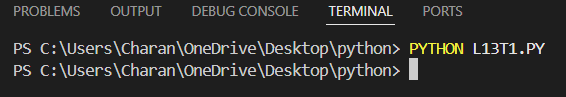 PROBLEMS OUTPUT DEBUG CONSOLE TERMINAL PORTS
PS C:\Users\Charan\OneDrive\Desktop\python> PYTHON L13T1.PY
PS C:\Users\Charan\OneDrive\Desktop\python>